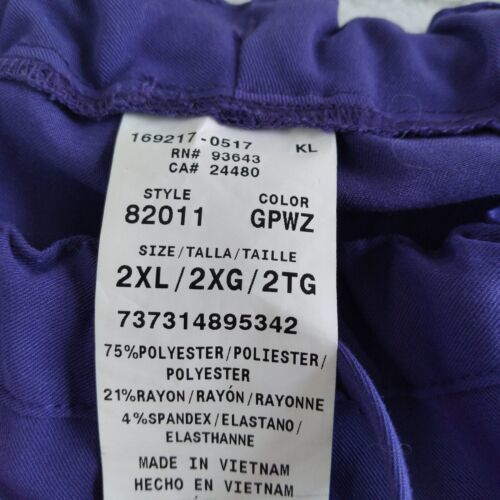 169217-0517 KL
RN# 93643
CA# 24480
STYLE COLOR
82011 GPWZ
SIZE/TALLA/TAILLE
2XL/2XG/2TG
737314895342
75%POLYESTER/POLIESTER/
POLYESTER
21%RAYON/RAYÓN/RAYONNE
4%SPANDEX/ELASTANO/
ELASTHANNE
MADE IN VIETNAM
HECHO EN VIETNAM